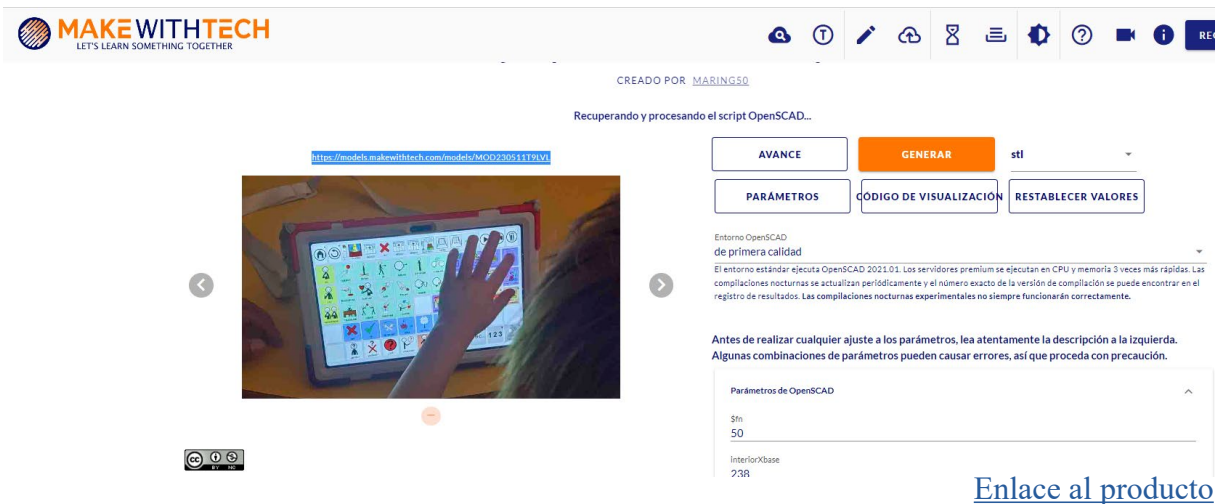 MAKEWITHTECH
LET'S LEARN SOMETHING TOGETHER
CREADO POR MARING50
Recuperando y procesando el script OpenSCAD...
https://models.makewithtech.com/models/MOD230511T9LVL
AVANCE
GENERAR
stl
PARÁMETROS
CÓDIGO DE VISUALIZACIÓN
RESTABLECER VALORES
Entorno OpenSCAD
de primera calidad
El entorno estándar ejecuta OpenSCAD 2021.01. Los servidores premium se ejecutan en CPU y memoria 3 veces más rápidas. Las
compilaciones nocturnas se actualizan periódicamente y el número exacto de la versión de compilación se puede encontrar en el
registro de resultados. Las compilaciones nocturnas experimentales no siempre funcionarán correctamente.
Antes de realizar cualquier ajuste a los parámetros, lea atentamente la descripción a la izquierda.
Algunas combinaciones de parámetros pueden causar errores, así que proceda con precaución.
Parámetros de OpenSCAD
$fn
50
interiorXbase
238
123
cc
BY NC
Enlace al producto